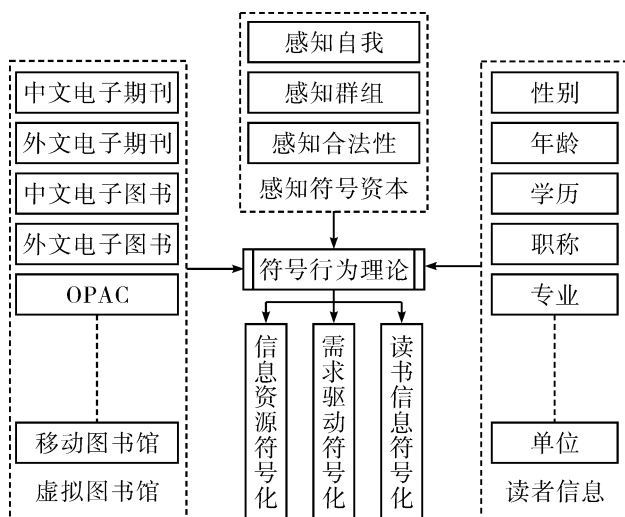 感知自我
感知群组
感知合法性
感知符号资本
中文电子期刊
外文电子期刊
中文电子图书
外文电子图书
OPAC
移动图书馆
虚拟图书馆
符号行为理论
信息资源符号化
需求驱动符号化
读书信息符号化
性别
年龄
学历
职称
专业
单位
读者信息